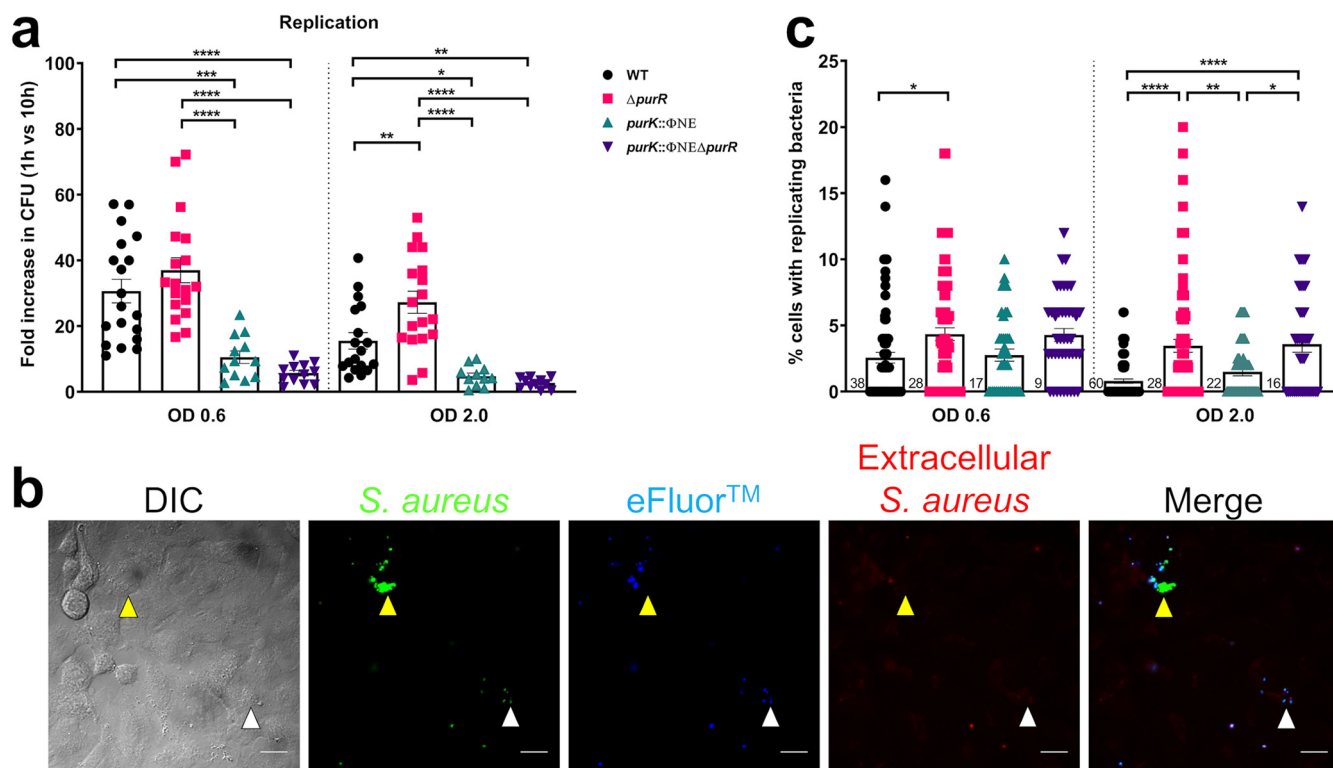 a
Replication
Fold increase in CFU (1h vs 10h)
100
80
60
40
20
0
****
***
****
****
**
*
****
****
**
OD 0.6
OD 2.0
WT
ΔpurR
purK::ΦNE
purK::ΦNEΔpurR
c
% cells with replicating bacteria
25
20
15
10
5
0
*
****
****
**
*
38
28
17
9
60
28
22
16
OD 0.6
OD 2.0
b
DIC
S. aureus
eFluor™
Extracellular
S. aureus
Merge